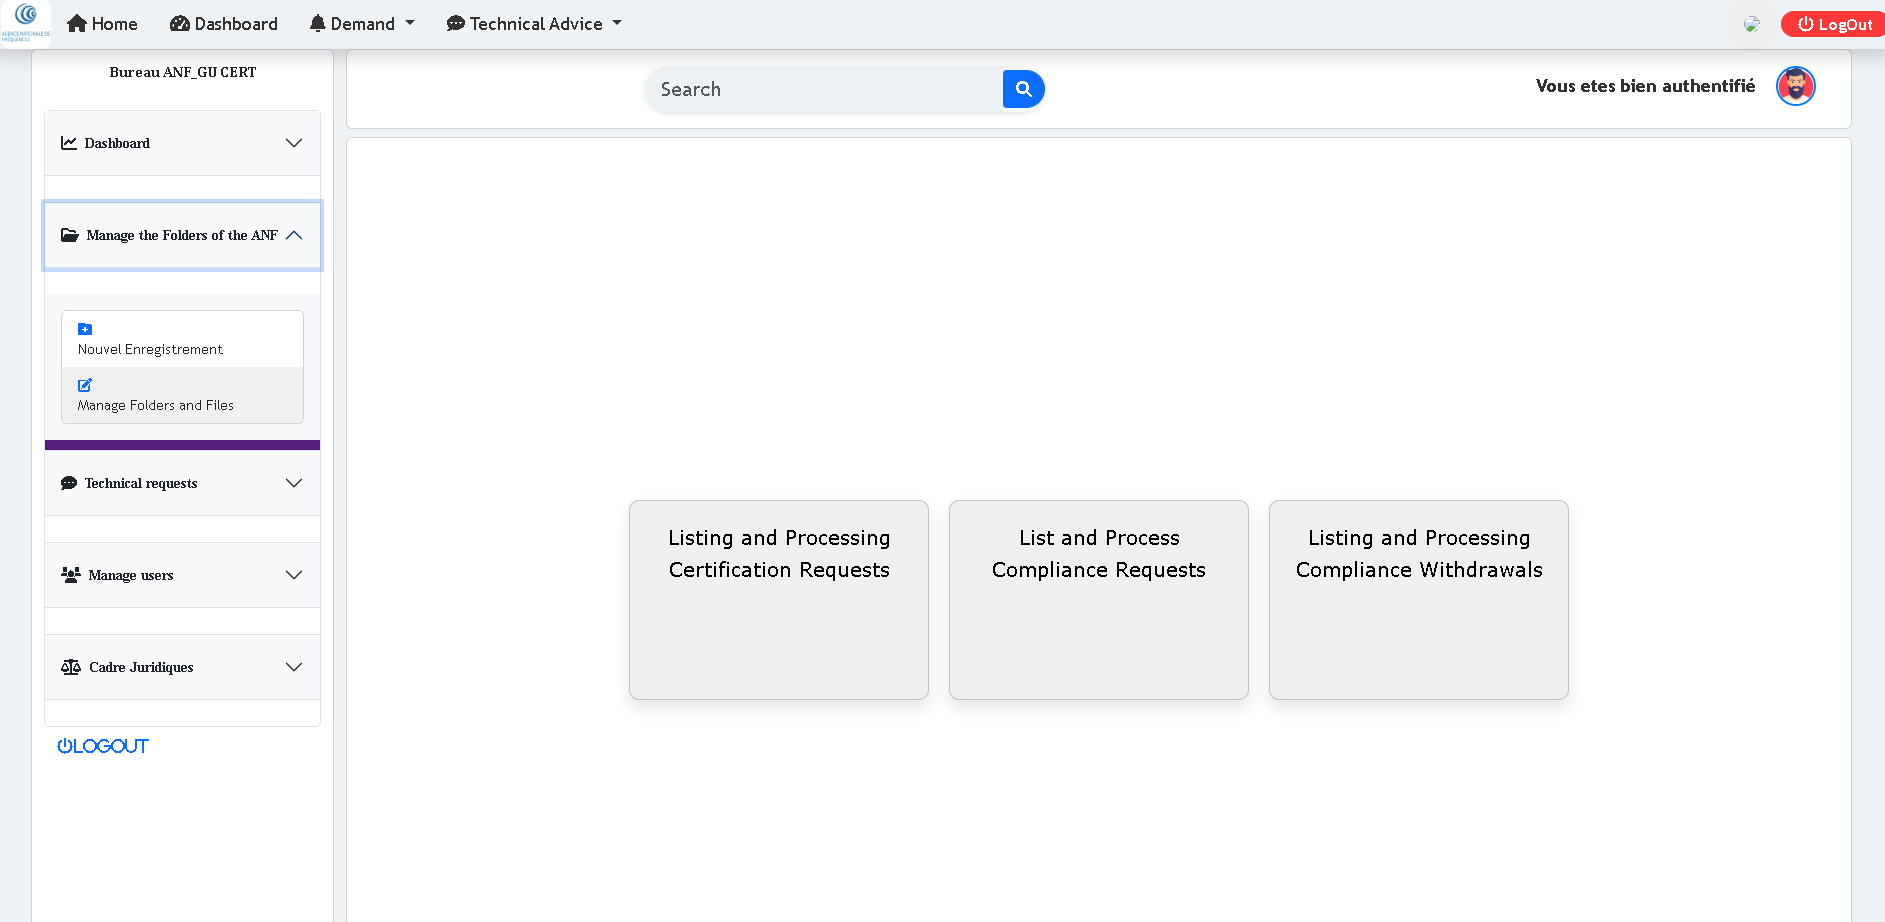 AGENCE NATIONALE DE
FREQUENCES
Home
Dashboard
Demand
Technical Advice
LogOut
Bureau ANF_GU CERT
Search
Vous etes bien authentifié
Dashboard
Manage the Folders of the ANF
Nouvel Enregistrement
Manage Folders and Files
Technical requests
Manage users
Cadre Juridiques
LOGOUT
Listing and Processing
Certification Requests
List and Process
Compliance Requests
Listing and Processing
Compliance Withdrawals